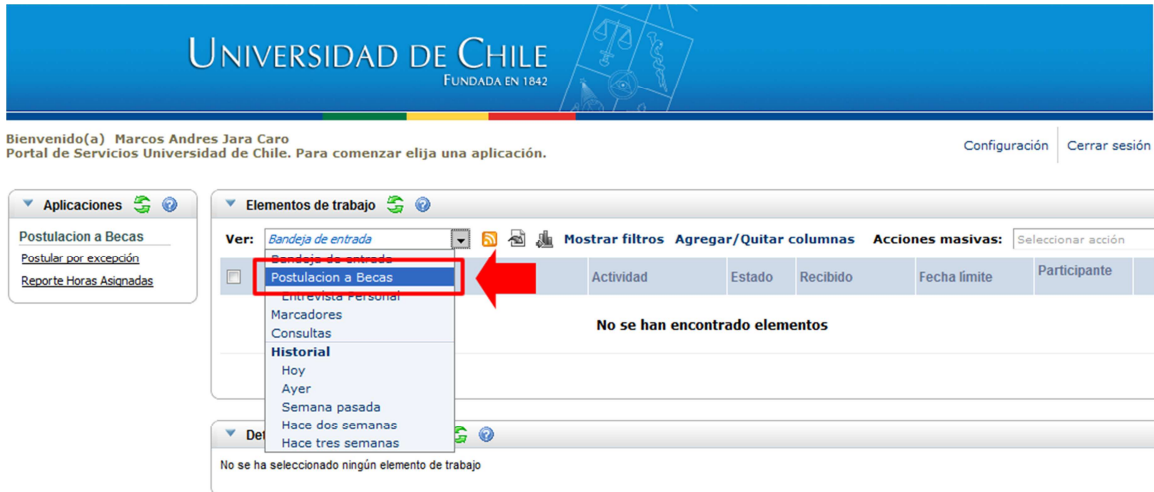 UNIVERSIDAD DE CHILE
FUNDADA EN 1842
Bienvenido(a) Marcos Andres Jara Caro
Portal de Servicios Universidad de Chile. Para comenzar elija una aplicación.
Configuración Cerrar sesión
Aplicaciones
Postulacion a Becas
Postular por excepción
Reporte Horas Asignadas
Elementos de trabajo
Ver: Bandeja de entrada Mostrar filtros Agregar/Quitar columnas Acciones masivas: Seleccionar acción
Bandeja de entrada
Postulacion a Becas
Entrevista Personal
Marcadores
Consultas
Historial
Hoy
Ayer
Semana pasada
Hace dos semanas
Hace tres semanas
Actividad Estado Recibido Fecha límite Participante
No se han encontrado elementos
No se ha seleccionado ningún elemento de trabajo